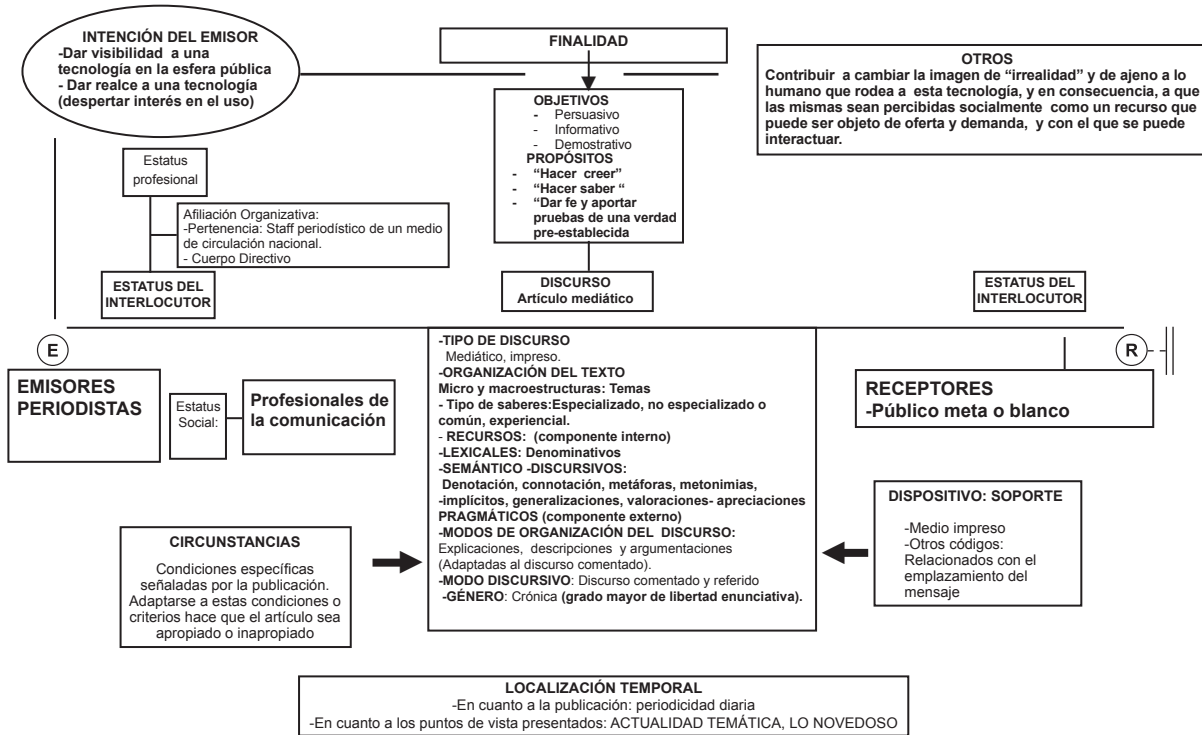 INTENCIÓN DEL EMISOR
-Dar visibilidad a una
tecnología en la esfera pública
- Dar realce a una tecnología
(despertar interés en el uso)
FINALIDAD
OTROS
Contribuir a cambiar la imagen de “irrealidad” y de ajeno a lo
humano que rodea a esta tecnología, y en consecuencia, a que
las mismas sean percibidas socialmente como un recurso que
puede ser objeto de oferta y demanda, y con el que se puede
interactuar.
OBJETIVOS
- Persuasivo
- Informativo
- Demostrativo
PROPÓSITOS
- “Hacer creer”
- “Hacer saber “
- “Dar fe y aportar
pruebas de una verdad
pre-establecida
Estatus
profesional
Afiliación Organizativa:
-Pertenencia: Staff periodístico de un medio
de circulación nacional.
- Cuerpo Directivo
ESTATUS DEL
INTERLOCUTOR
DISCURSO
Artículo mediático
ESTATUS DEL
INTERLOCUTOR
E
R
EMISORES
PERIODISTAS
Estatus
Social:
Profesionales de
la comunicación
-TIPO DE DISCURSO
Mediático, impreso.
-ORGANIZACIÓN DEL TEXTO
Micro y macroestructuras: Temas
- Tipo de saberes:Especializado, no especializado o
común, experiencial.
- RECURSOS: (componente interno)
-LEXICALES: Denominativos
-SEMÁNTICO -DISCURSIVOS:
Denotación, connotación, metáforas, metonimias,
-implícitos, generalizaciones, valoraciones- apreciaciones
PRAGMÁTICOS (componente externo)
-MODOS DE ORGANIZACIÓN DEL DISCURSO:
Explicaciones, descripciones y argumentaciones
(Adaptadas al discurso comentado).
-MODO DISCURSIVO: Discurso comentado y referido
-GÉNERO: Crónica (grado mayor de libertad enunciativa).
RECEPTORES
-Público meta o blanco
CIRCUNSTANCIAS
Condiciones específicas
señaladas por la publicación.
Adaptarse a estas condiciones o
criterios hace que el artículo sea
apropiado o inapropiado
DISPOSITIVO: SOPORTE
-Medio impreso
-Otros códigos:
Relacionados con el
emplazamiento del
mensaje
LOCALIZACIÓN TEMPORAL
-En cuanto a la publicación: periodicidad diaria
-En cuanto a los puntos de vista presentados: ACTUALIDAD TEMÁTICA, LO NOVEDOSO